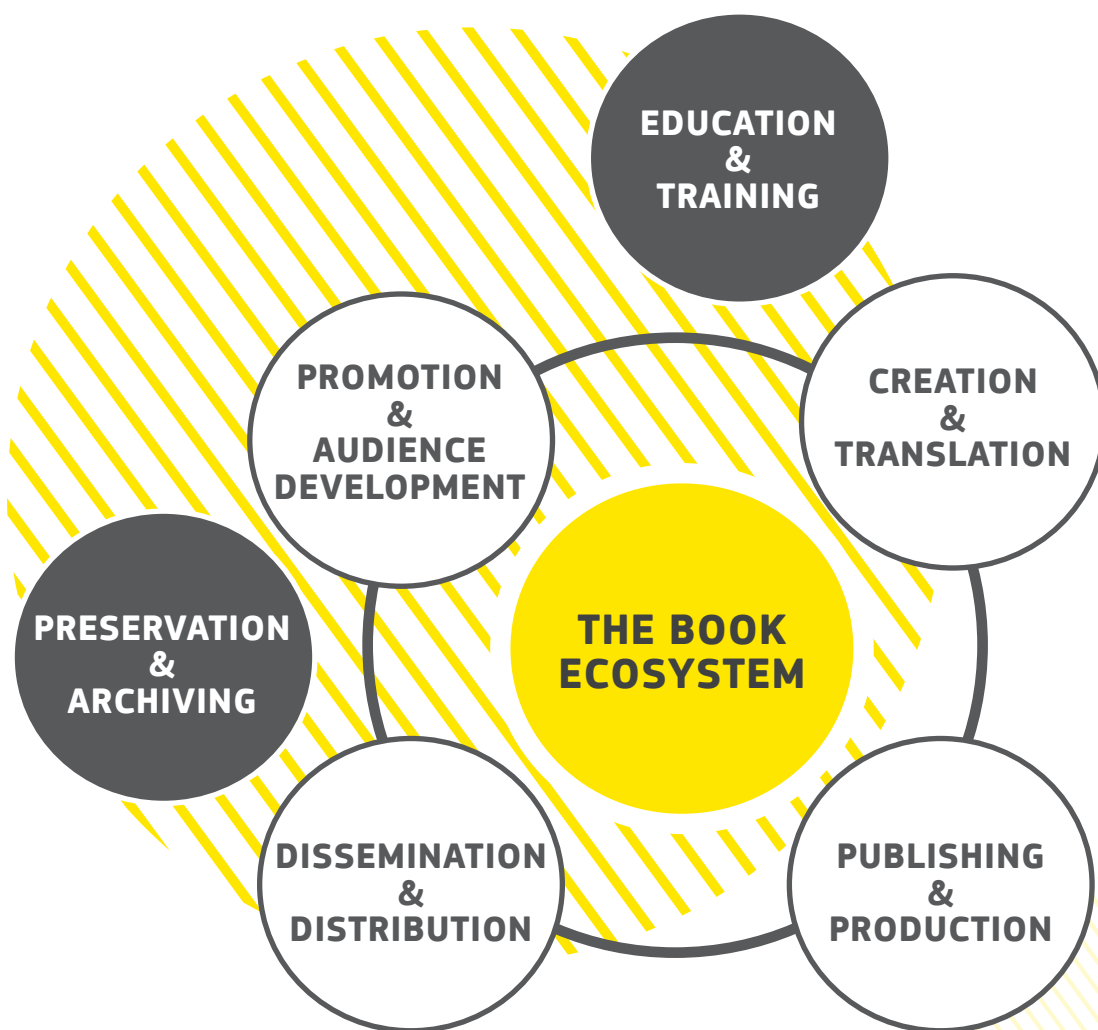 EDUCATION
&
TRAINING
PROMOTION
&
AUDIENCE
DEVELOPMENT
CREATION
&
TRANSLATION
PRESERVATION
&
ARCHIVING
THE BOOK
ECOSYSTEM
DISSEMINATION
&
DISTRIBUTION
PUBLISHING
&
PRODUCTION